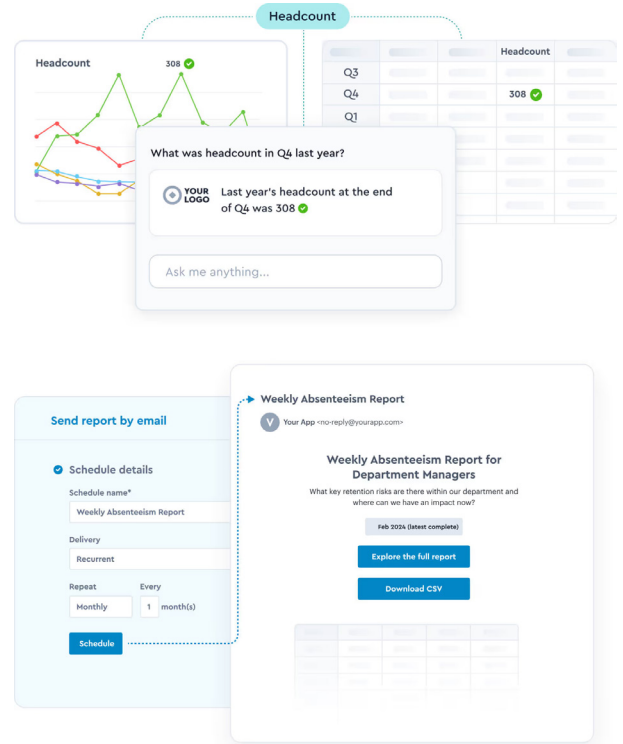 Headcount
Headcount
308
Headcount
Q3
Q4
308
Q1
What was headcount in Q4 last year?
YOUR
LOGO
Last year's headcount at the end
of Q4 was 308
Ask me anything...
Send report by email
Schedule details
Schedule name*
Weekly Absenteeism Report
Delivery
Recurrent
Repeat
Every
Monthly
1
month(s)
Schedule
Weekly Absenteeism Report
V
Your App <no-reply@yourapp.com>
Weekly Absenteeism Report for
Department Managers
What key retention risks are there within our department and
where can we have an impact now?
Feb 2024 (latest complete)
Explore the full report
Download CSV